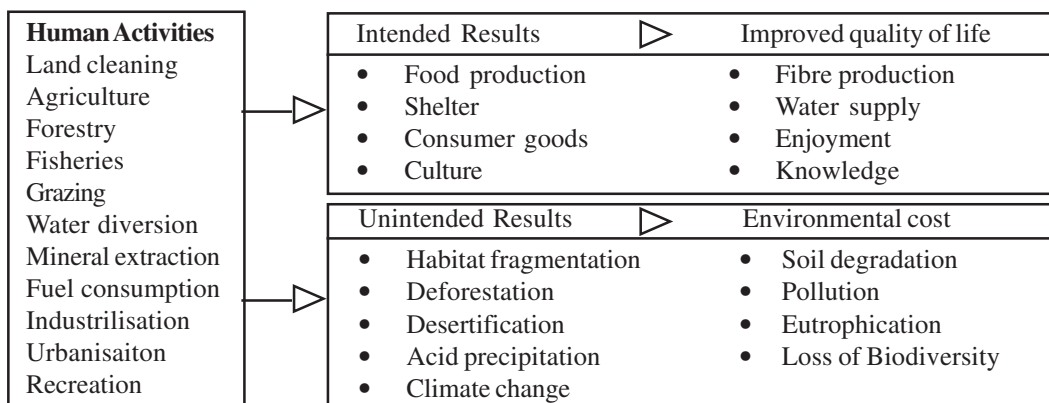 Human Activities
Land cleaning
Agriculture
Forestry
Fisheries
Grazing
Water diversion
Mineral extraction
Fuel consumption
Industrilisation
Urbanisaiton
Recreation
Intended Results Improved quality of life
• Food production • Fibre production
• Shelter • Water supply
• Consumer goods • Enjoyment
• Culture • Knowledge
Unintended Results Environmental cost
• Habitat fragmentation • Soil degradation
• Deforestation • Pollution
• Desertification • Eutrophication
• Acid precipitation • Loss of Biodiversity
• Climate change